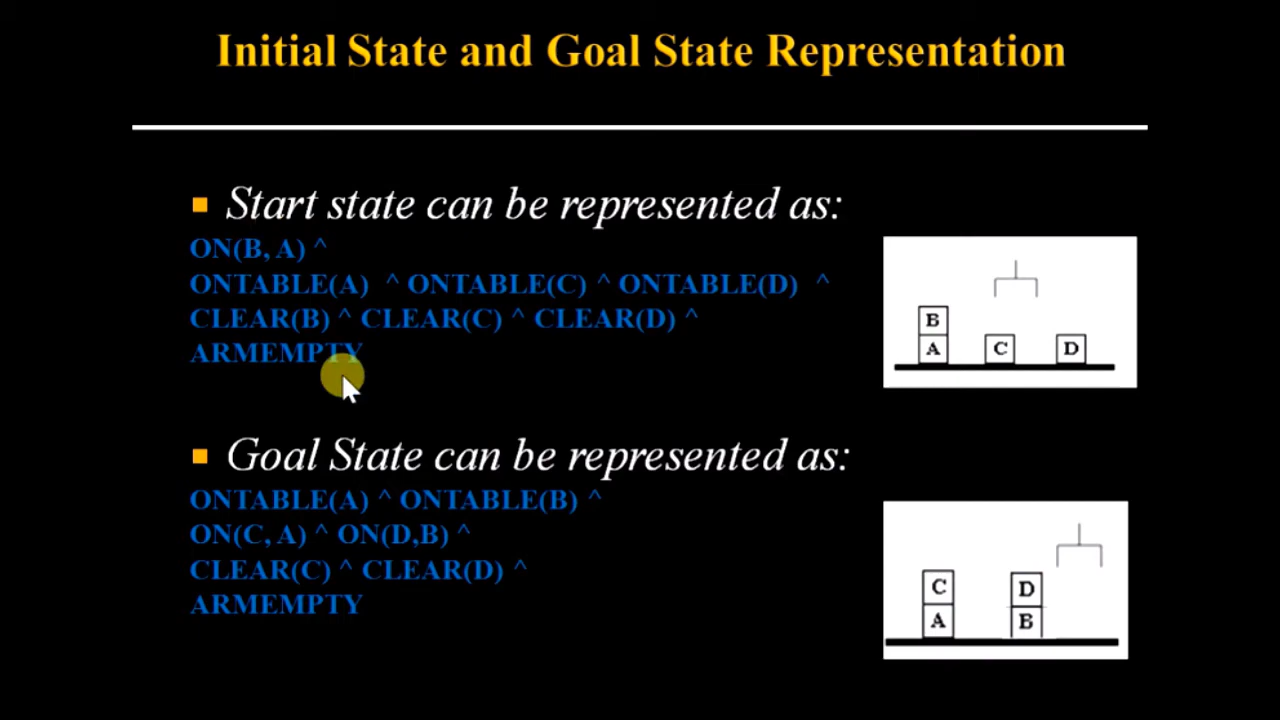 Initial State and Goal State Representation
Start state can be represented as:
ON(B, A) ^
ONTABLE(A) ^ ONTABLE(C) ^ ONTABLE(D) ^
CLEAR(B) ^ CLEAR(C) ^ CLEAR(D) ^
ARMEMPTY
B
A C D
Goal State can be represented as:
ONTABLE(A) ^ ONTABLE(B) ^
ON(C, A) ^ ON(D,B) ^
CLEAR(C) ^ CLEAR(D) ^
ARMEMPTY
C D
A B